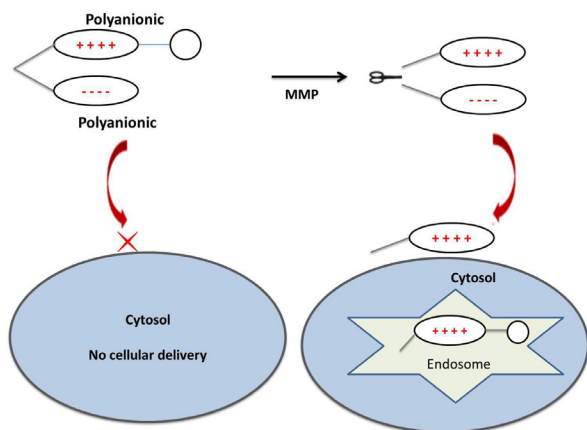 Polyanionic
+ + + +
- - - -
Polyanionic
MMP
+ + + +
- - - -
+ + + +
Cytosol
No cellular delivery
Cytosol
+ + + +
Endosome